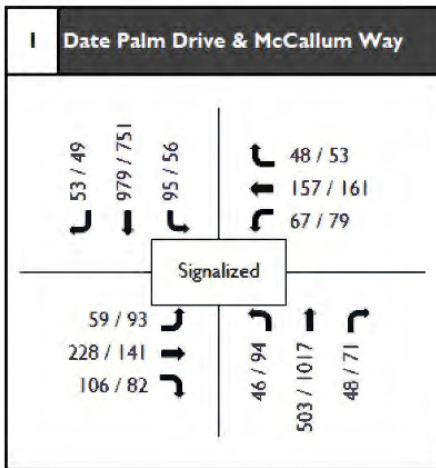 1 Date Palm Drive & McCallum Way
53 / 49
979 / 751
95 / 56
48 / 53
157 / 161
67 / 79
Signalized
59 / 93
228 / 141
106 / 82
46 / 94
503 / 1017
48 / 71